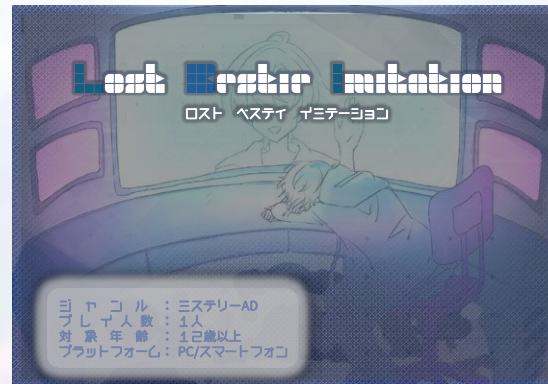 Lost Bestie Imitation
ロスト ベスティ イミテーション
ジャンル：ミステリーAD
プレイ人数：1人
対象年齢：12歳以上
プラットフォーム：PC/スマートフォン